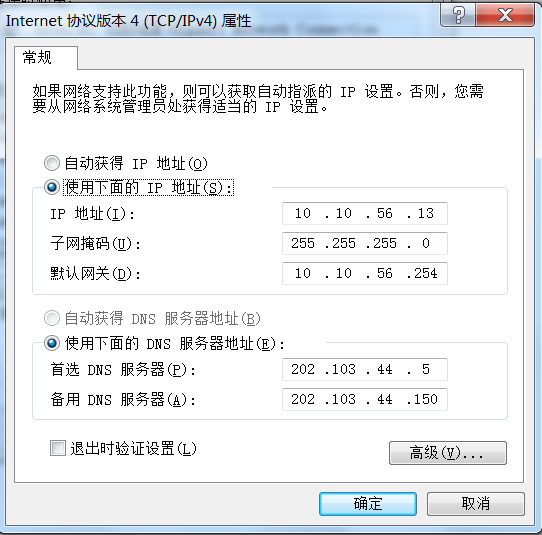 Internet 协议版本 4 (TCP/IPv4) 属性
常规
如果网络支持此功能，则可以获取自动指派的 IP 设置。否则，您需
要从网络系统管理员处获得适当的 IP 设置。
自动获得 IP 地址(O)
使用下面的 IP 地址(S):
IP 地址(I): 10 . 10 . 56 . 13
子网掩码(U): 255 .255 .255 . 0
默认网关(D): 10 . 10 . 56 .254
自动获得 DNS 服务器地址(B)
使用下面的 DNS 服务器地址(E):
首选 DNS 服务器(P): 202 .103 . 44 . 5
备用 DNS 服务器(A): 202 .103 . 44 .150
退出时验证设置(L)
高级(V)...
确定 取消